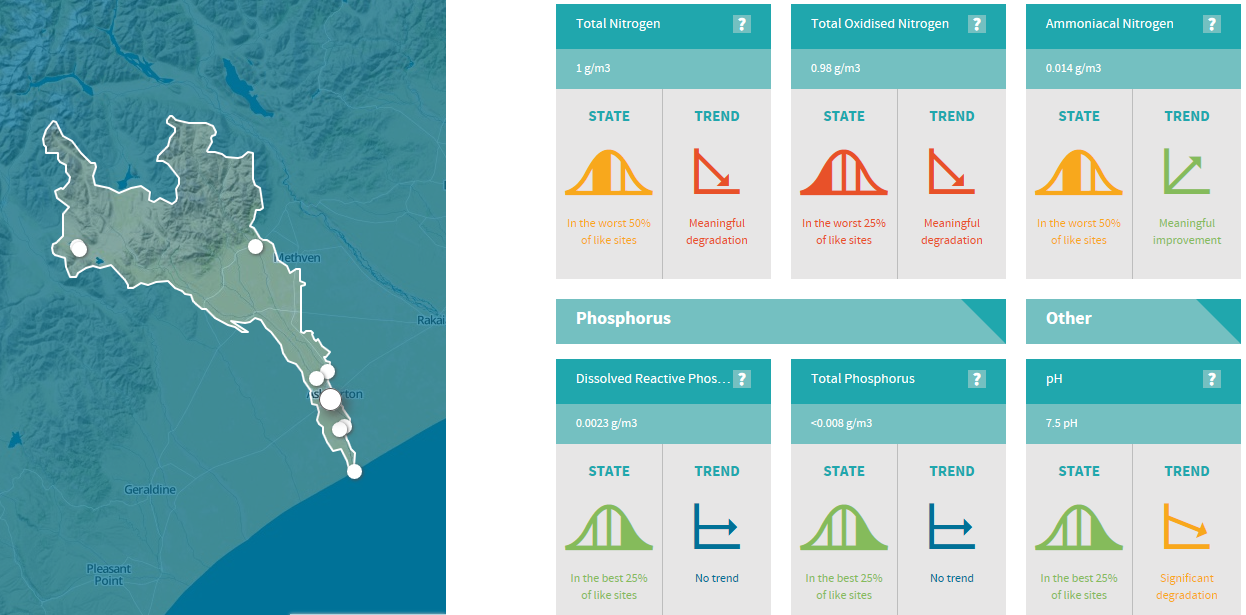 Methven
Rakai
Ashburton
Geraldine
Pleasant
Point
Total Nitrogen ?
1 g/m3
STATE TREND
In the worst 50%
of like sites
Meaningful
degradation
Total Oxidised Nitrogen ?
0.98 g/m3
STATE TREND
In the worst 25%
of like sites
Meaningful
degradation
Ammoniacal Nitrogen ?
0.014 g/m3
STATE TREND
In the worst 50%
of like sites
Meaningful
improvement
Phosphorus
Other
Dissolved Reactive Phos... ?
0.0023 g/m3
STATE TREND
In the best 25%
of like sites
No trend
Total Phosphorus ?
<0.008 g/m3
STATE TREND
In the best 25%
of like sites
No trend
pH ?
7.5 pH
STATE TREND
In the best 25%
of like sites
Significant
degradation